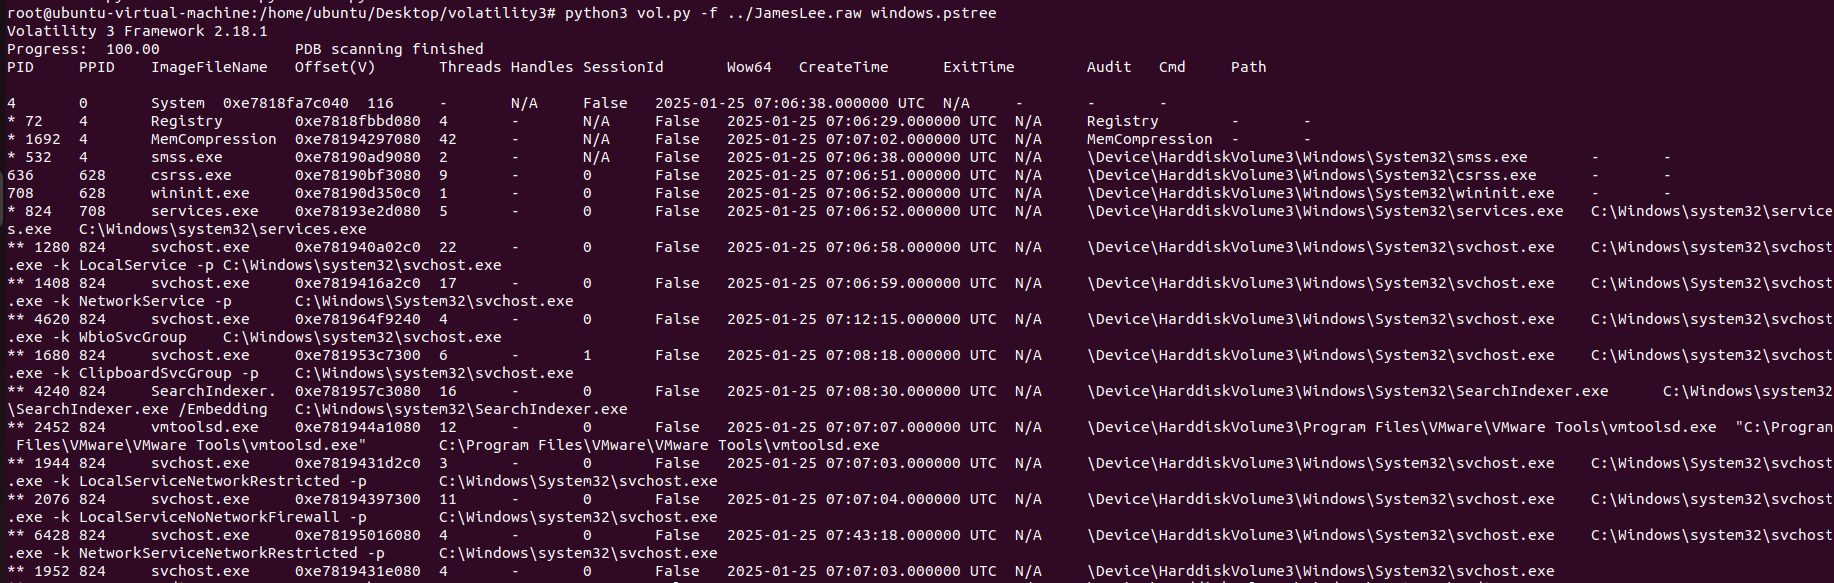 root@ubuntu-virtual-machine:/home/ubuntu/Desktop/volatility3# python3 vol.py -f ../JamesLee.raw windows.pstree
Volatility 3 Framework 2.18.1
Progress:  100.00               PDB scanning finished
PID     PPID    ImageFileName   Offset(V)       Threads Handles SessionId       Wow64   CreateTime      ExitTime        Audit   Cmd     Path
4       0       System  0xe7818fa7c040  116     -       N/A     False   2025-01-25 07:06:38.000000 UTC  N/A     -       -       -
* 72    4       Registry        0xe7818fbbd080  4       -       N/A     False   2025-01-25 07:06:29.000000 UTC  N/A     Registry        -       -
* 1692  4       MemCompression  0xe78194297080  42      -       N/A     False   2025-01-25 07:07:02.000000 UTC  N/A     MemCompression  -       -
* 532   4       smss.exe        0xe78190ad9080  2       -       N/A     False   2025-01-25 07:06:38.000000 UTC  N/A     \Device\HarddiskVolume3\Windows\System32\smss.exe       -       -
636     628     csrss.exe       0xe78190bf3080  9       -       0       False   2025-01-25 07:06:51.000000 UTC  N/A     \Device\HarddiskVolume3\Windows\System32\csrss.exe      -       -
708     628     wininit.exe     0xe78190d350c0  1       -       0       False   2025-01-25 07:06:52.000000 UTC  N/A     \Device\HarddiskVolume3\Windows\System32\wininit.exe    -       -
* 824   708     services.exe    0xe78193e2d080  5       -       0       False   2025-01-25 07:06:52.000000 UTC  N/A     \Device\HarddiskVolume3\Windows\System32\services.exe   C:\Windows\system32\service
s.exe   C:\Windows\system32\services.exe
** 1280 824     svchost.exe     0xe781940a02c0  22      -       0       False   2025-01-25 07:06:58.000000 UTC  N/A     \Device\HarddiskVolume3\Windows\System32\svchost.exe    C:\Windows\system32\svchost
.exe -k LocalService -p C:\Windows\system32\svchost.exe
** 1408 824     svchost.exe     0xe7819416a2c0  17      -       0       False   2025-01-25 07:06:59.000000 UTC  N/A     \Device\HarddiskVolume3\Windows\System32\svchost.exe    C:\Windows\System32\svchost
.exe -k NetworkService -p       C:\Windows\System32\svchost.exe
** 4620 824     svchost.exe     0xe781964f9240  4       -       0       False   2025-01-25 07:12:15.000000 UTC  N/A     \Device\HarddiskVolume3\Windows\System32\svchost.exe    C:\Windows\system32\svchost
.exe -k WbioSvcGroup    C:\Windows\system32\svchost.exe
** 1680 824     svchost.exe     0xe781953c7300  6       -       1       False   2025-01-25 07:08:18.000000 UTC  N/A     \Device\HarddiskVolume3\Windows\System32\svchost.exe    C:\Windows\system32\svchost
.exe -k ClipboardSvcGroup -p    C:\Windows\system32\svchost.exe
** 4240 824     SearchIndexer.  0xe781957c3080  16      -       0       False   2025-01-25 07:08:30.000000 UTC  N/A     \Device\HarddiskVolume3\Windows\System32\SearchIndexer.exe      C:\Windows\system32
\SearchIndexer.exe /Embedding   C:\Windows\system32\SearchIndexer.exe
** 2452 824     vmtoolsd.exe    0xe781944a1080  12      -       0       False   2025-01-25 07:07:07.000000 UTC  N/A     \Device\HarddiskVolume3\Program Files\VMware\VMware Tools\vmtoolsd.exe  "C:\Program
 Files\VMware\VMware Tools\vmtoolsd.exe"        C:\Program Files\VMware\VMware Tools\vmtoolsd.exe
** 1944 824     svchost.exe     0xe7819431d2c0  3       -       0       False   2025-01-25 07:07:03.000000 UTC  N/A     \Device\HarddiskVolume3\Windows\System32\svchost.exe    C:\Windows\System32\svchost
.exe -k LocalServiceNetworkRestricted -p        C:\Windows\System32\svchost.exe
** 2076 824     svchost.exe     0xe78194397300  11      -       0       False   2025-01-25 07:07:04.000000 UTC  N/A     \Device\HarddiskVolume3\Windows\System32\svchost.exe    C:\Windows\system32\svchost
.exe -k LocalServiceNoNetworkFirewall -p        C:\Windows\system32\svchost.exe
** 6428 824     svchost.exe     0xe78195016080  4       -       0       False   2025-01-25 07:43:18.000000 UTC  N/A     \Device\HarddiskVolume3\Windows\System32\svchost.exe    C:\Windows\system32\svchost
.exe -k NetworkServiceNetworkRestricted -p      C:\Windows\system32\svchost.exe
** 1952 824     svchost.exe     0xe7819431e080  4       -       0       False   2025-01-25 07:07:03.000000 UTC  N/A     \Device\HarddiskVolume3\Windows\System32\svchost.exe    C:\Windows\System32\svchost